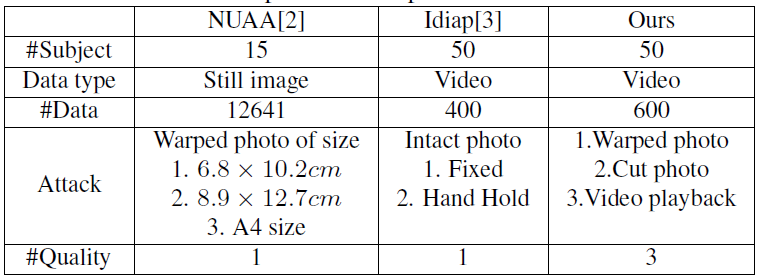 NUAA[2] Idiap[3] Ours
#Subject 15 50 50
Data type Still image Video Video
#Data 12641 400 600
Attack
Warped photo of size
1. 6.8 × 10.2cm
2. 8.9 × 12.7cm
3. A4 size
Intact photo
1. Fixed
2. Hand Hold
1.Warped photo
2.Cut photo
3.Video playback
#Quality 1 1 3